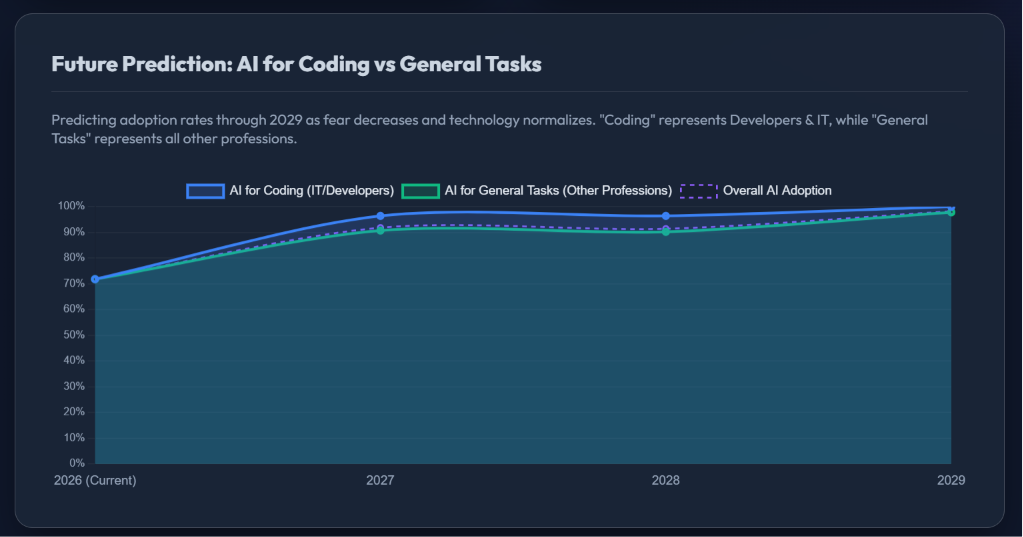 Future Prediction: AI for Coding vs General Tasks
Predicting adoption rates through 2029 as fear decreases and technology normalizes. "Coding" represents Developers & IT, while "General
Tasks" represents all other professions.
AI for Coding (IT/Developers) AI for General Tasks (Other Professions) Overall AI Adoption
100%
90%
80%
70%
60%
50%
40%
30%
20%
10%
0%
2026 (Current) 2027 2028 2029